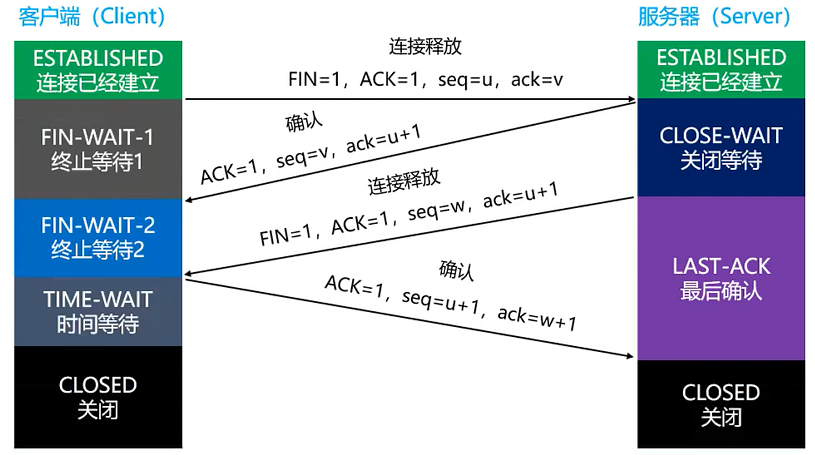 客户端（Client）
服务器（Server）
ESTABLISHED
连接已经建立
连接释放
FIN=1，ACK=1，seq=u，ack=v
ESTABLISHED
连接已经建立
FIN-WAIT-1
终止等待1
确认
ACK=1，seq=v，ack=u+1
CLOSE-WAIT
关闭等待
FIN-WAIT-2
终止等待2
连接释放
FIN=1，ACK=1，seq=w，ack=u+1
LAST-ACK
最后确认
TIME-WAIT
时间等待
确认
ACK=1，seq=u+1，ack=w+1
CLOSED
关闭
CLOSED
关闭